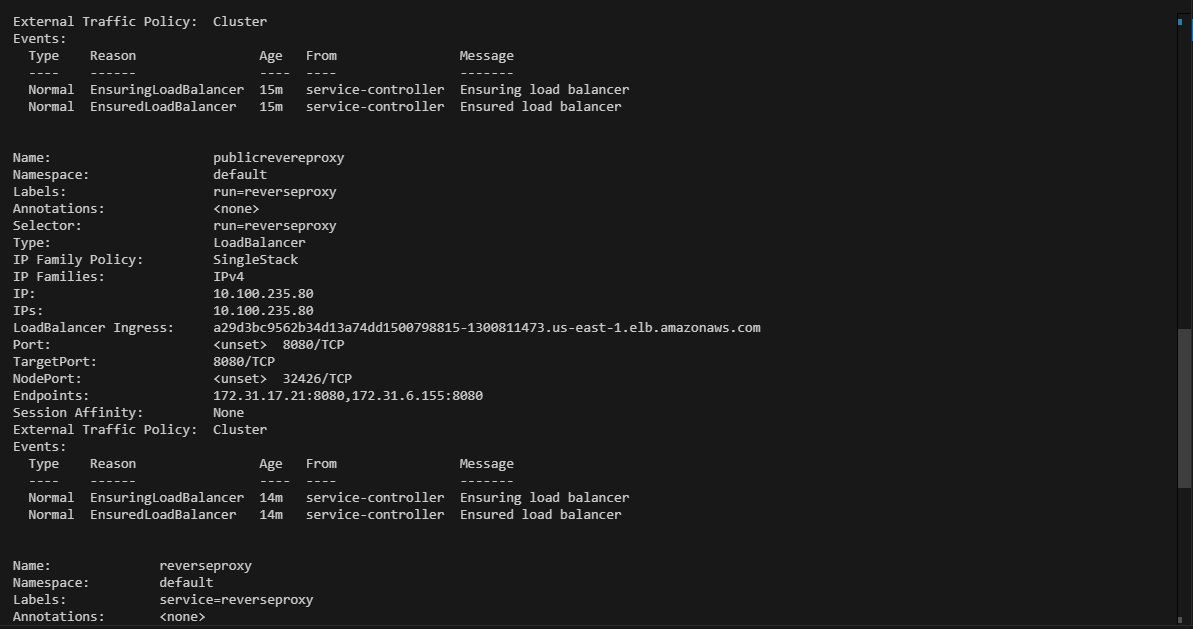 External Traffic Policy:  Cluster
Events:
  Type    Reason                Age   From                Message
  ----    ------                ----  ----                -------
  Normal  EnsuringLoadBalancer  15m   service-controller  Ensuring load balancer
  Normal  EnsuredLoadBalancer   15m   service-controller  Ensured load balancer
Name:                     publicrevereproxy
Namespace:                default
Labels:                   run=reverseproxy
Annotations:              <none>
Selector:                 run=reverseproxy
Type:                     LoadBalancer
IP Family Policy:         SingleStack
IP Families:              IPv4
IP:                       10.100.235.80
IPs:                      10.100.235.80
LoadBalancer Ingress:     a29d3bc9562b34d13a74dd1500798815-1300811473.us-east-1.elb.amazonaws.com
Port:                     <unset>  8080/TCP
TargetPort:               8080/TCP
NodePort:                 <unset>  32426/TCP
Endpoints:                172.31.17.21:8080,172.31.6.155:8080
Session Affinity:         None
External Traffic Policy:  Cluster
Events:
  Type    Reason                Age   From                Message
  ----    ------                ----  ----                -------
  Normal  EnsuringLoadBalancer  14m   service-controller  Ensuring load balancer
  Normal  EnsuredLoadBalancer   14m   service-controller  Ensured load balancer
Name:              reverseproxy
Namespace:         default
Labels:            service=reverseproxy
Annotations:       <none>